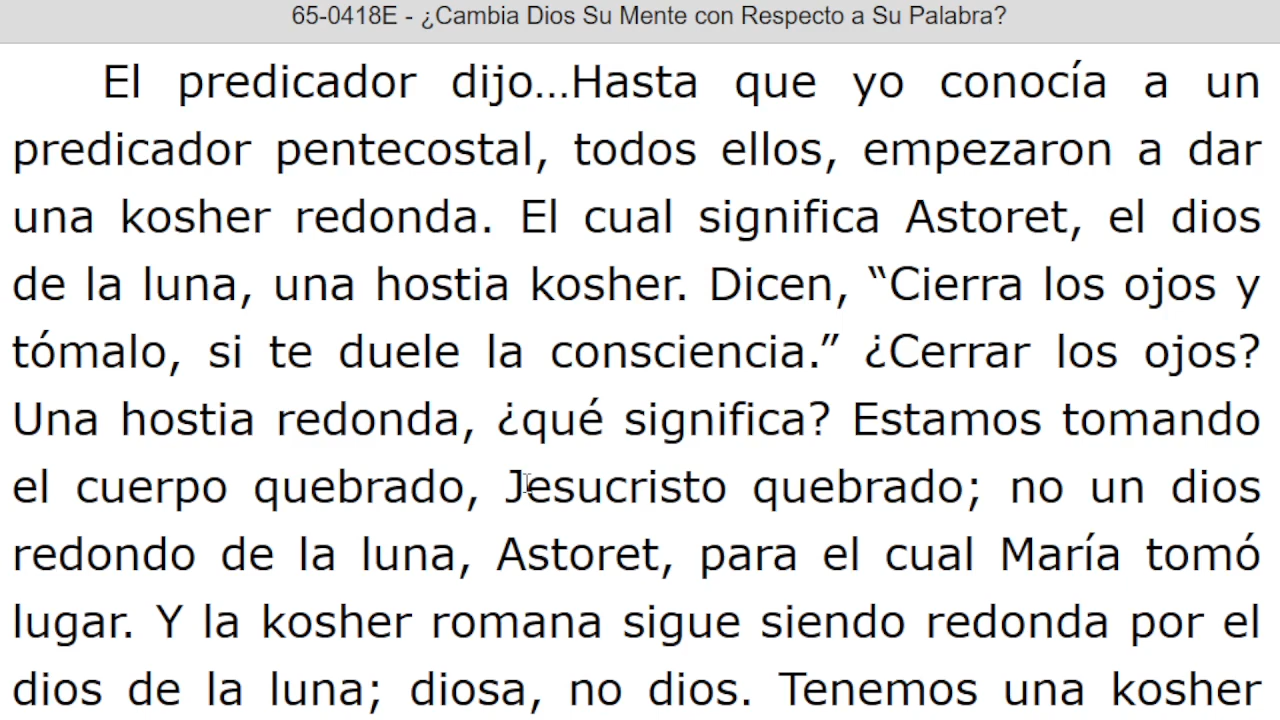 65-0418E - ¿Cambia Dios Su Mente con Respecto a Su Palabra?
El predicador dijo...Hasta que yo conocía a un
predicador pentecostal, todos ellos, empezaron a dar
una kosher redonda. El cual significa Astoret, el dios
de la luna, una hostia kosher. Dicen, “Cierra los ojos y
tómalo, si te duele la consciencia.” ¿Cerrar los ojos?
Una hostia redonda, ¿qué significa? Estamos tomando
el cuerpo quebrado, Jesucristo quebrado; no un dios
redondo de la luna, Astoret, para el cual María tomó
lugar. Y la kosher romana sigue siendo redonda por el
dios de la luna; diosa, no dios. Tenemos una kosher